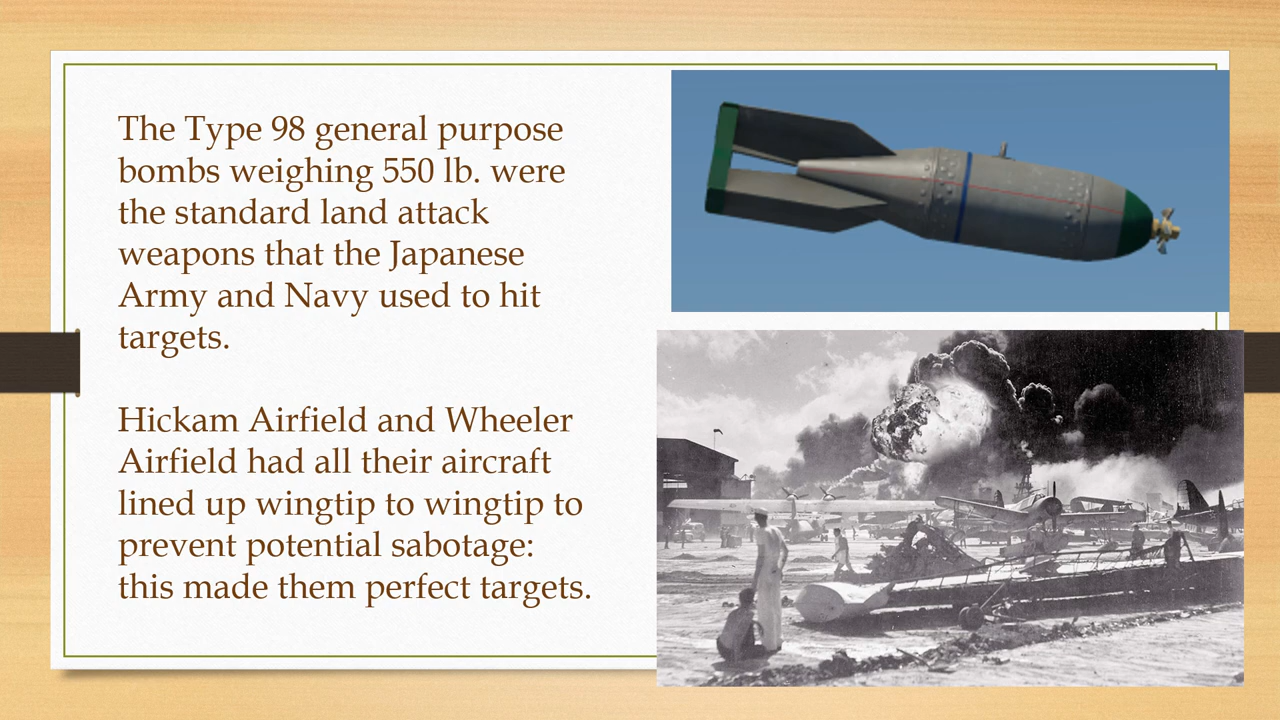 The Type 98 general purpose
bombs weighing 550 lb. were
the standard land attack
weapons that the Japanese
Army and Navy used to hit
targets.
Hickam Airfield and Wheeler
Airfield had all their aircraft
lined up wingtip to wingtip to
prevent potential sabotage:
this made them perfect targets.